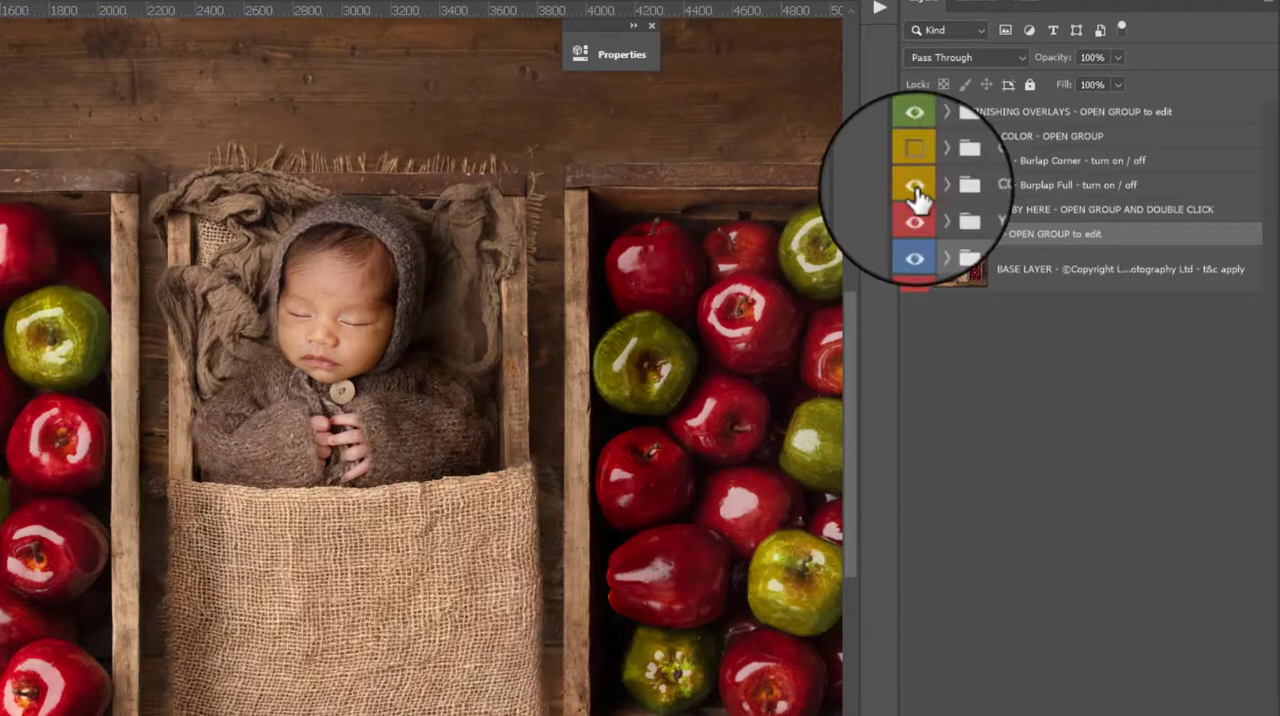 1600 1800 2000 2200 2400 2600 2800 3000 3200 3400 3600 4000 4200 4400 4600 4800
Properties
Kind
Pass Through Opacity: 100%
Lock: Fill: 100%
INISHING OVERLAYS - OPEN GROUP to edit
COLOR - OPEN GROUP
- Burlap Corner - turn on / off
- Burplap Full - turn on / off
BY HERE - OPEN GROUP AND DOUBLE CLICK
OPEN GROUP to edit
BASE LAYER - ©Copyright L...otography Ltd - t&c apply